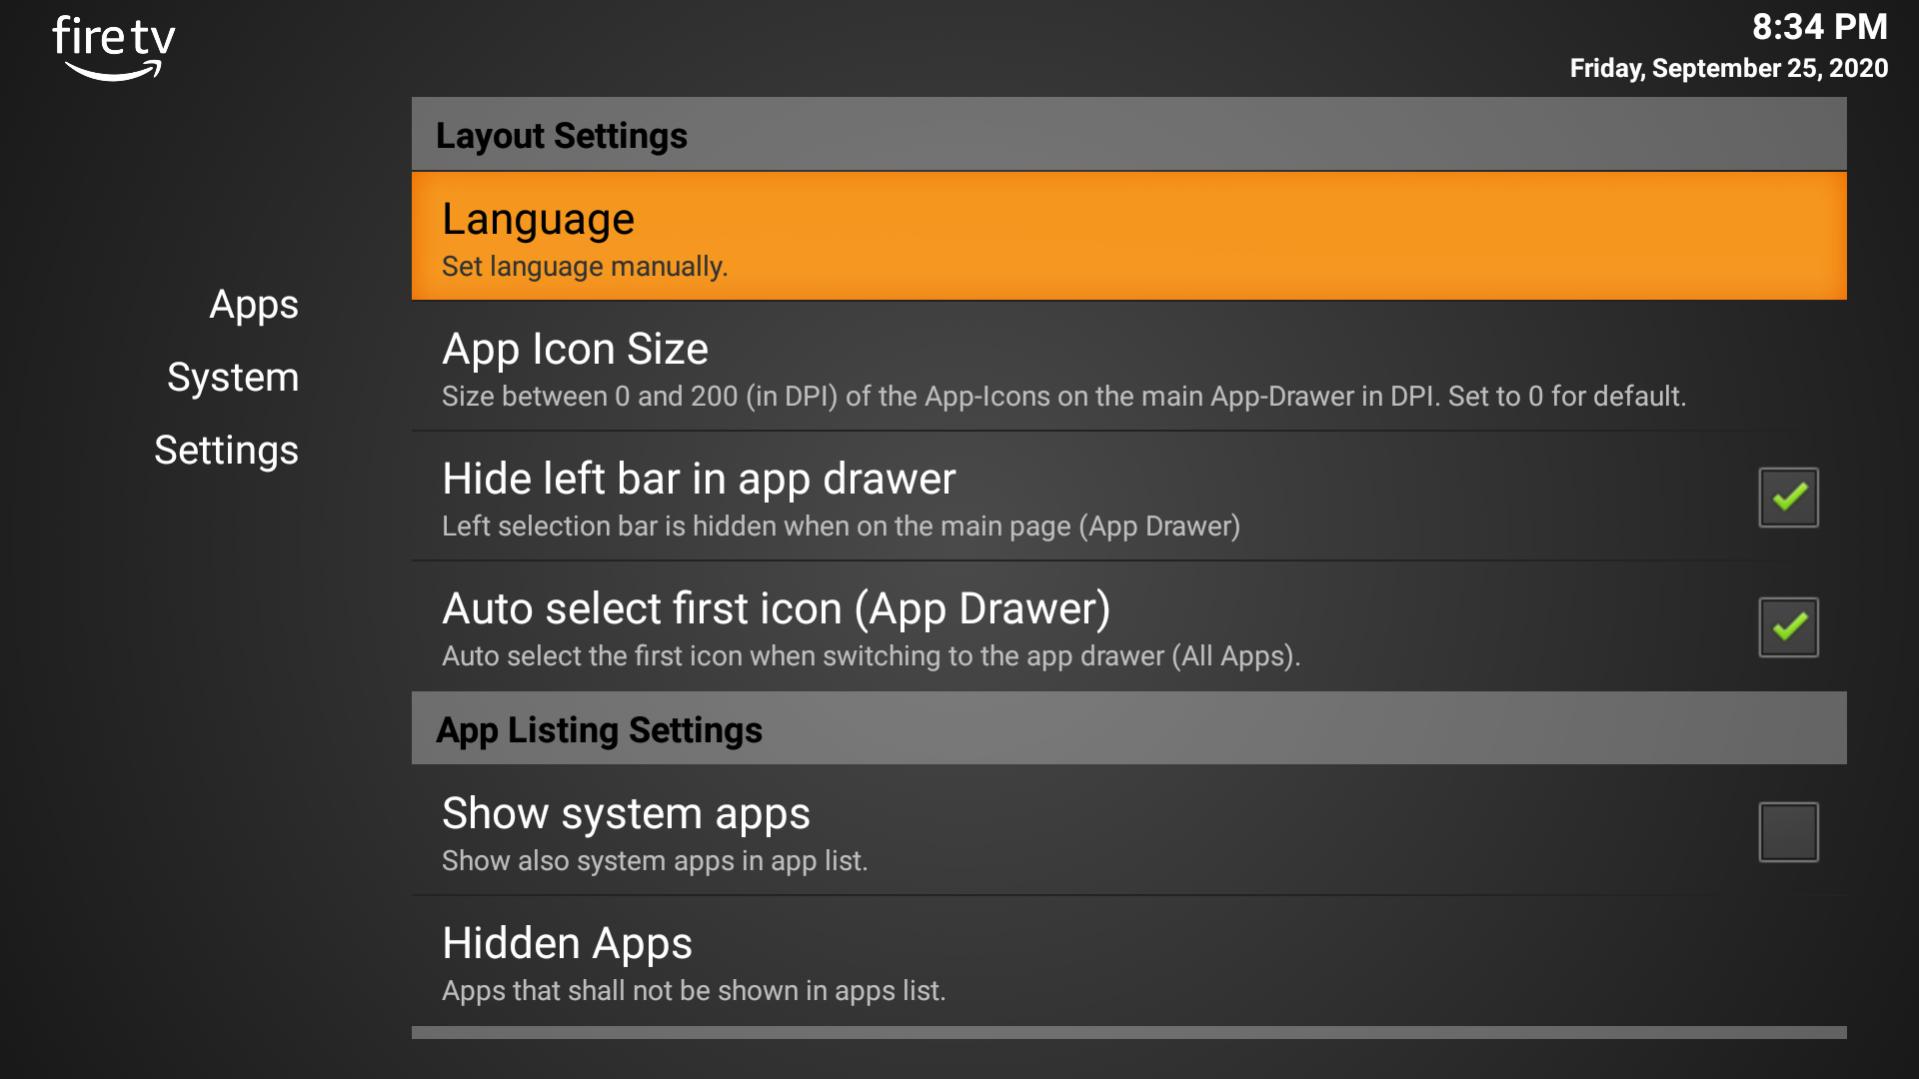 fire tv
8:34 PM
Friday, September 25, 2020
Apps
System
Settings
Layout Settings
Language
Set language manually.
App Icon Size
Size between 0 and 200 (in DPI) of the App-Icons on the main App-Drawer in DPI. Set to 0 for default.
Hide left bar in app drawer
Left selection bar is hidden when on the main page (App Drawer)
Auto select first icon (App Drawer)
Auto select the first icon when switching to the app drawer (All Apps).
App Listing Settings
Show system apps
Show also system apps in app list.
Hidden Apps
Apps that shall not be shown in apps list.